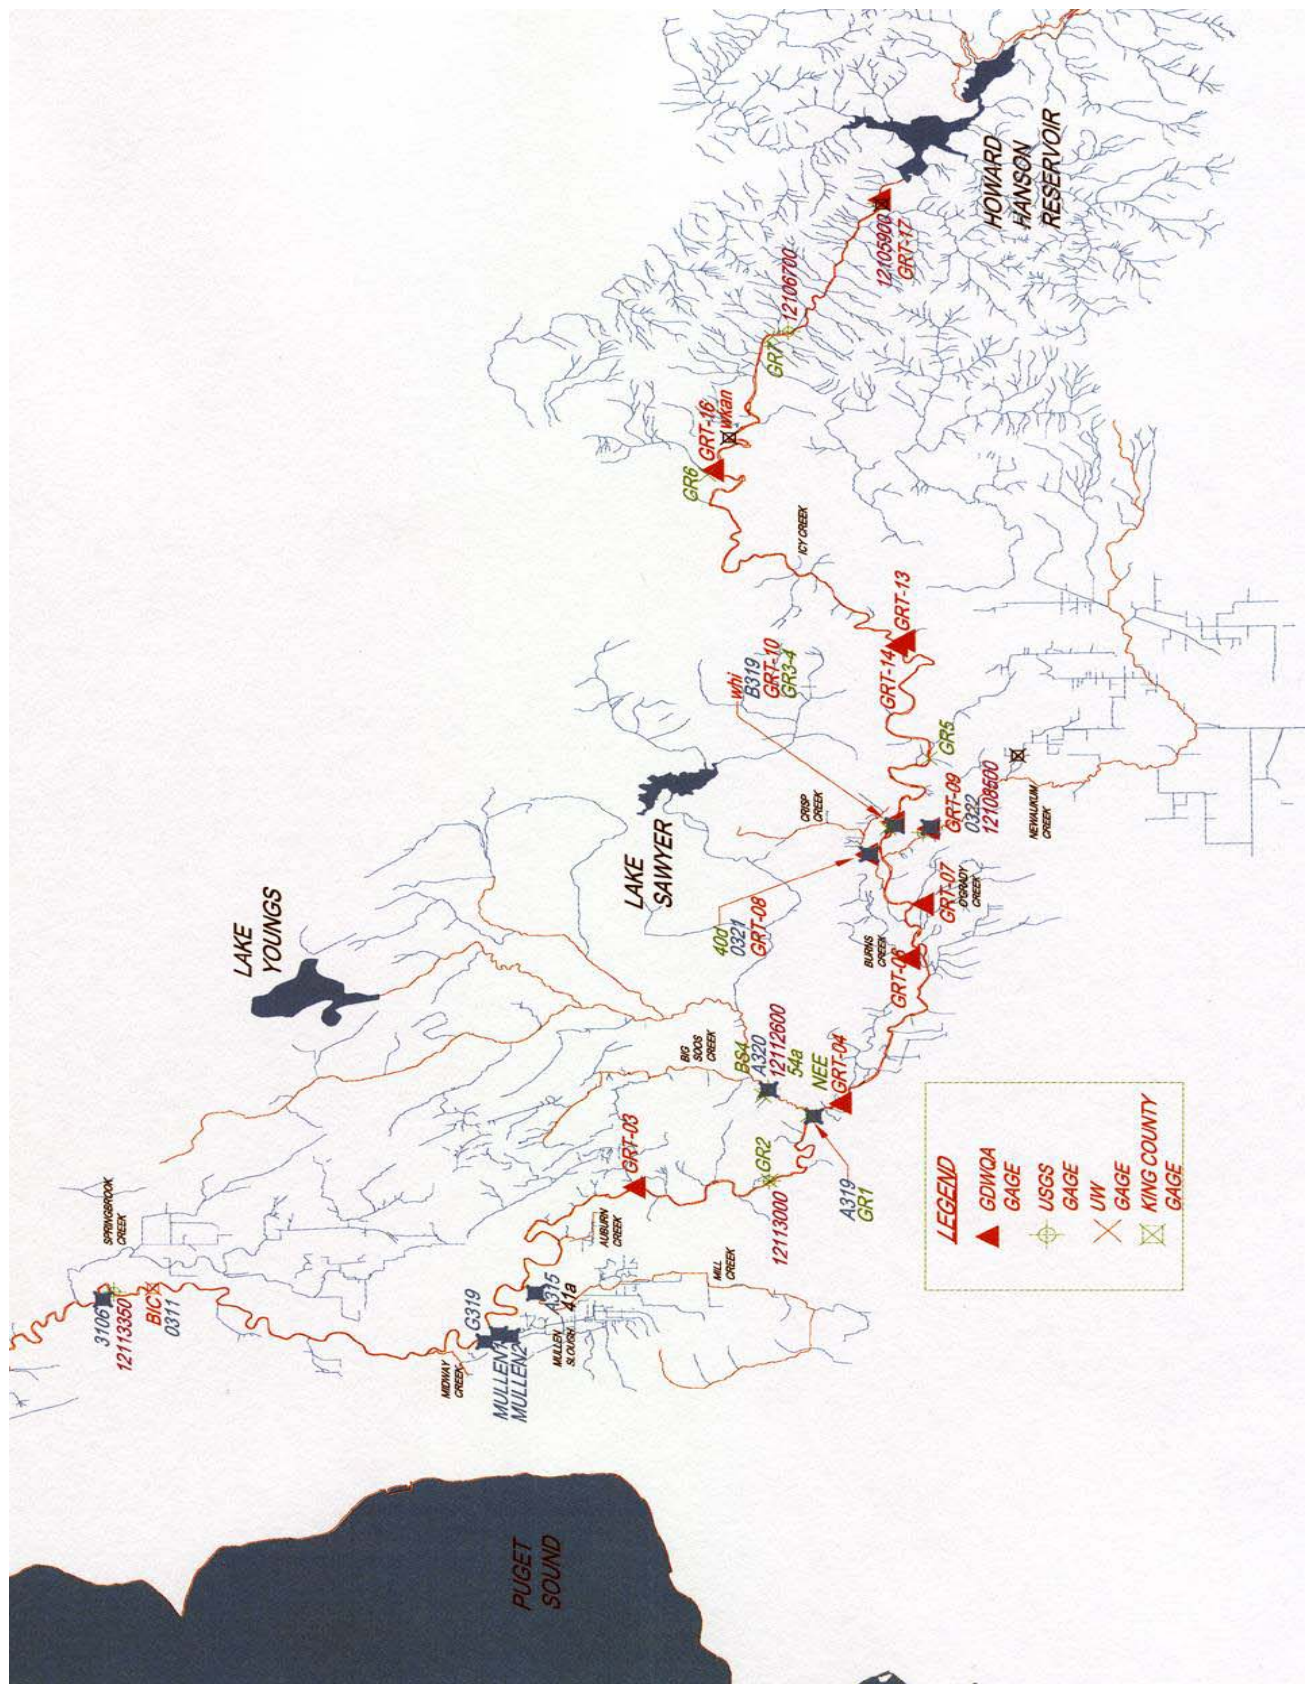 HOWARD
HANSON
RESERVOIR
12105900
GRT-17
12106700
GR7
GRT-16
wkan
GR6
ICY CREEK
GRT-13
GRT-14
whi
B319
GRT-10
GR3-4
GR5
GRT-09
0322
12108500
NEWAUKUM
CREEK
CRISP
CREEK
LAKE
SAWYER
LAKE
YOUNGS
40d
0321
GRT-08
GRT-07
O'GRADY
CREEK
BURNS
CREEK
GRT-06
BIG
SOOS
CREEK
BS4
A320
12112600
54a
NEE
GRT-04
GRT-03
GR2
12113000
A319
GR1
SPRINGBROOK
CREEK
3106
12113350
BIC
0311
AUBURN
CREEK
MILL
CREEK
G319
A315
41a
MULLEN1
MULLEN2
MULLEN
SLOUGH
MIDWAY
CREEK
PUGET
SOUND
LEGEND
GDWQA
GAGE
USGS
GAGE
UW
GAGE
KING COUNTY
GAGE